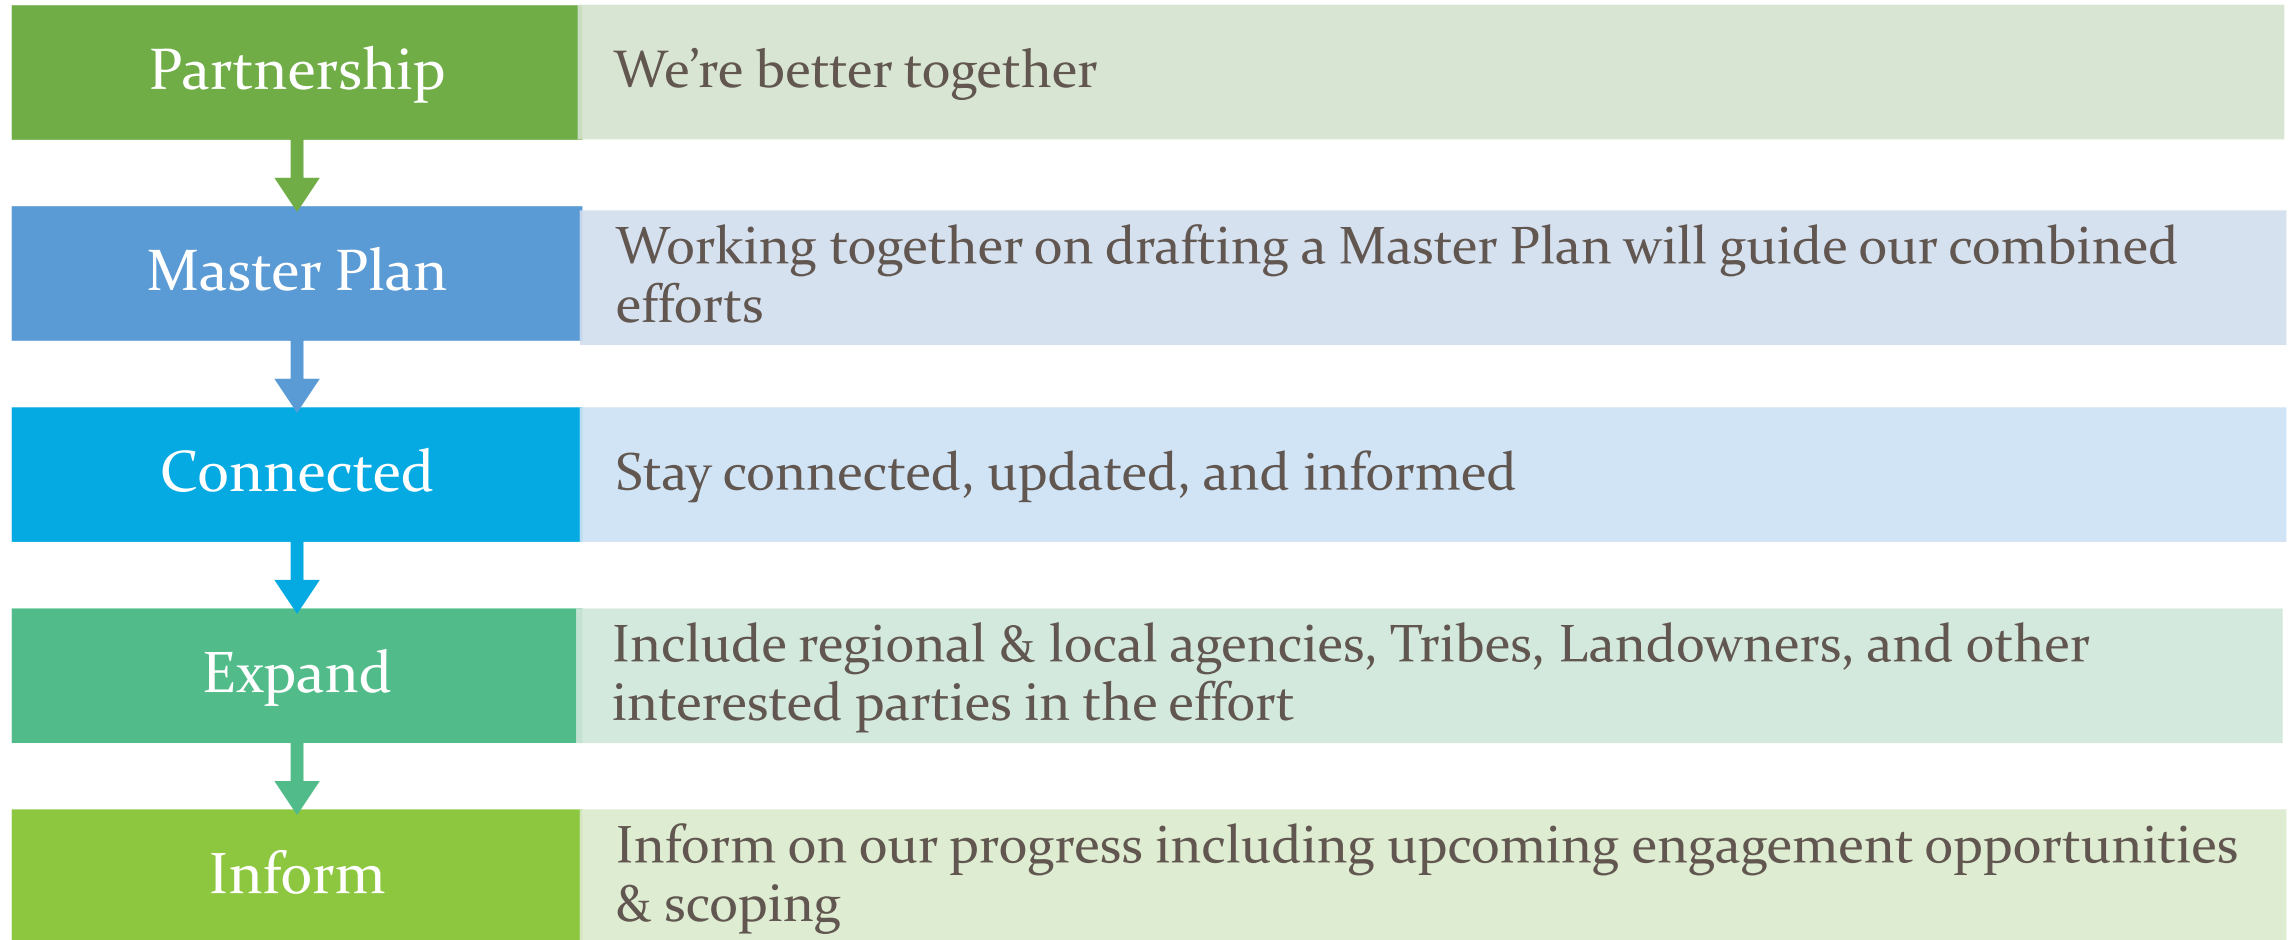 Partnership
We’re better together
Master Plan
Working together on drafting a Master Plan will guide our combined
efforts
Connected
Stay connected, updated, and informed
Expand
Include regional & local agencies, Tribes, Landowners, and other
interested parties in the effort
Inform
Inform on our progress including upcoming engagement opportunities
& scoping